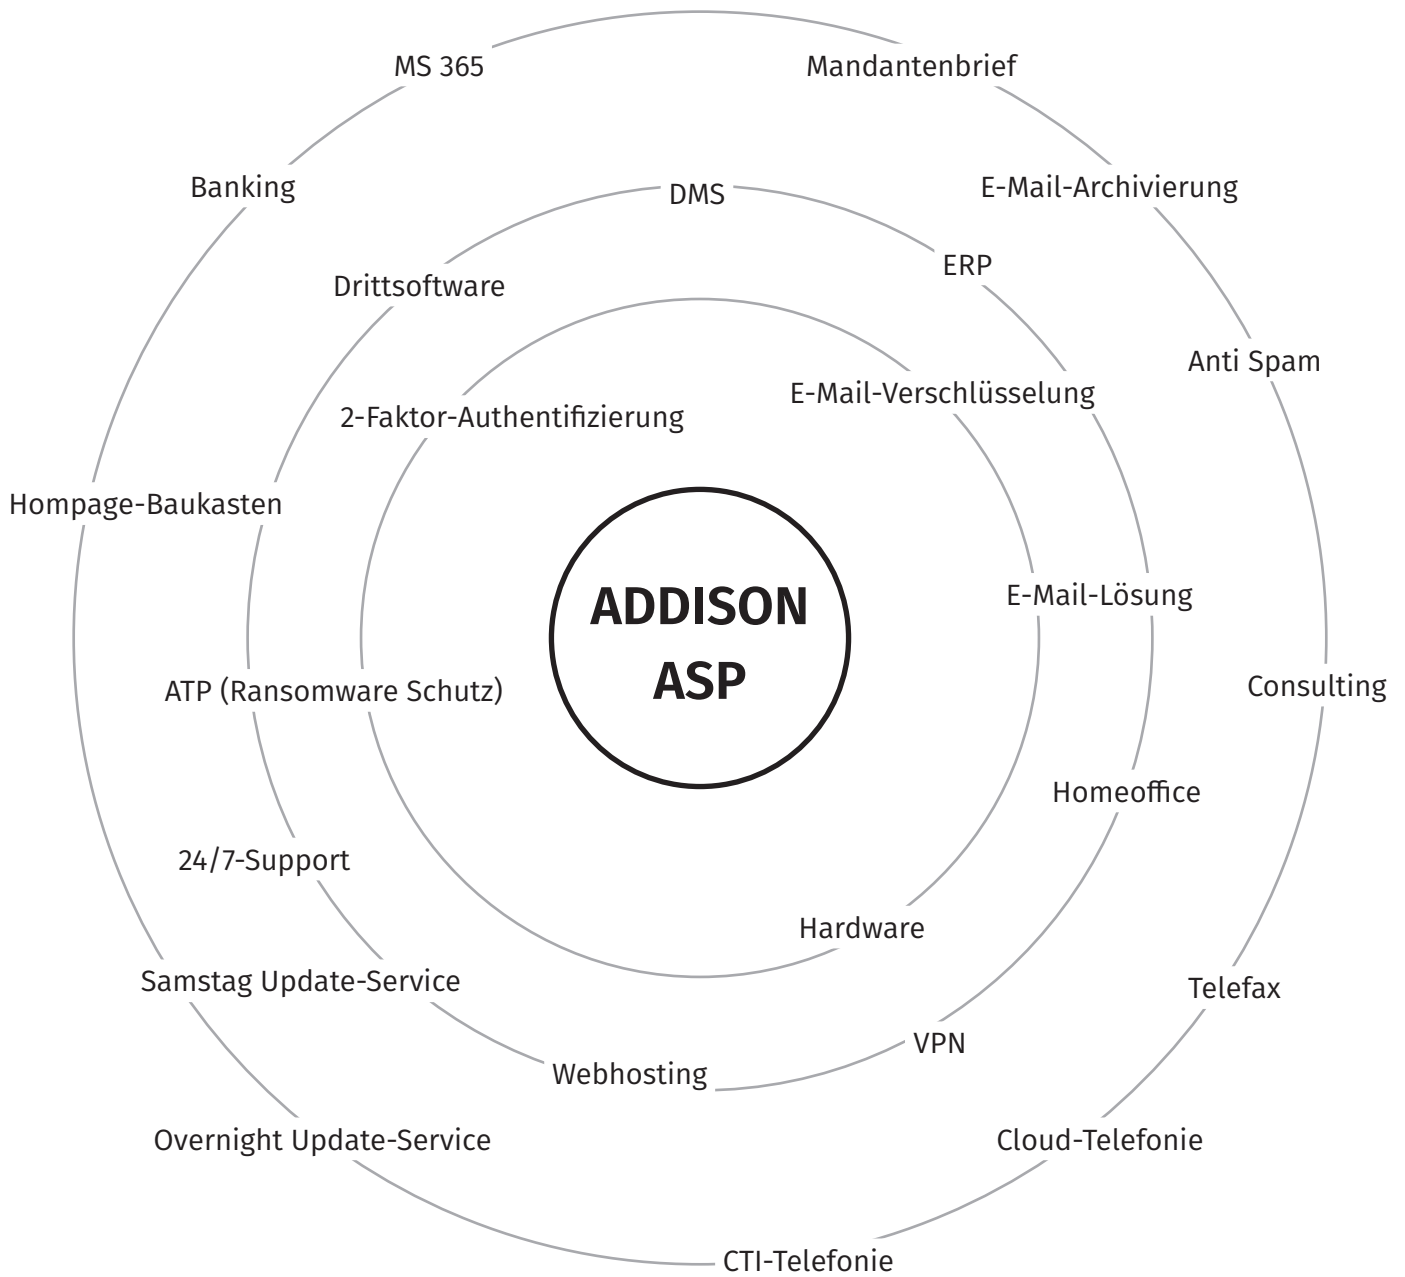 MS 365
Mandantenbrief
Banking
E-Mail-Archivierung
DMS
ERP
Drittsoftware
Anti Spam
E-Mail-Verschlüsselung
2-Faktor-Authentifizierung
Hompage-Baukasten
E-Mail-Lösung
ADDISON
ASP
Consulting
ATP (Ransomware Schutz)
Homeoffice
24/7-Support
Hardware
Samstag Update-Service
Telefax
VPN
Webhosting
Overnight Update-Service
Cloud-Telefonie
CTI-Telefonie